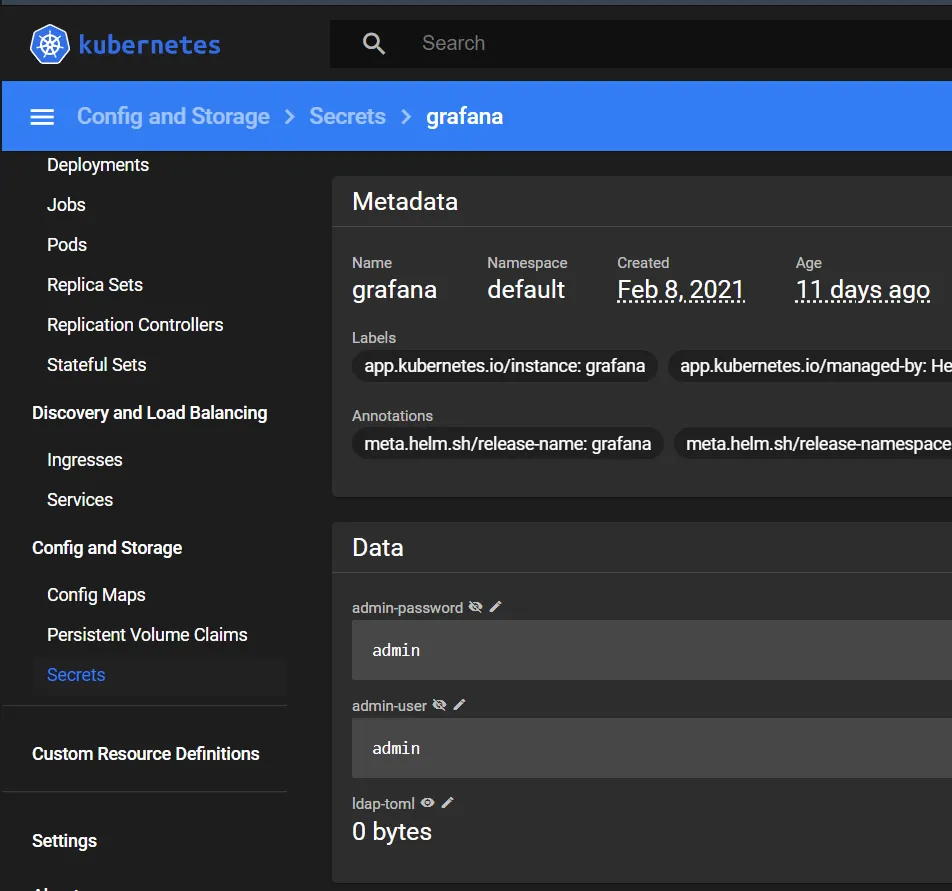 kubernetes
Search
Config and Storage > Secrets > grafana
Deployments
Jobs
Pods
Replica Sets
Replication Controllers
Stateful Sets
Discovery and Load Balancing
Ingresses
Services
Config and Storage
Config Maps
Persistent Volume Claims
Secrets
Custom Resource Definitions
Settings
Metadata
Name Namespace Created Age
grafana default Feb 8, 2021 11 days ago
Labels
app.kubernetes.io/instance: grafana app.kubernetes.io/managed-by: He
Annotations
meta.helm.sh/release-name: grafana meta.helm.sh/release-namespace
Data
admin-password
admin
admin-user
admin
ldap-toml
0 bytes